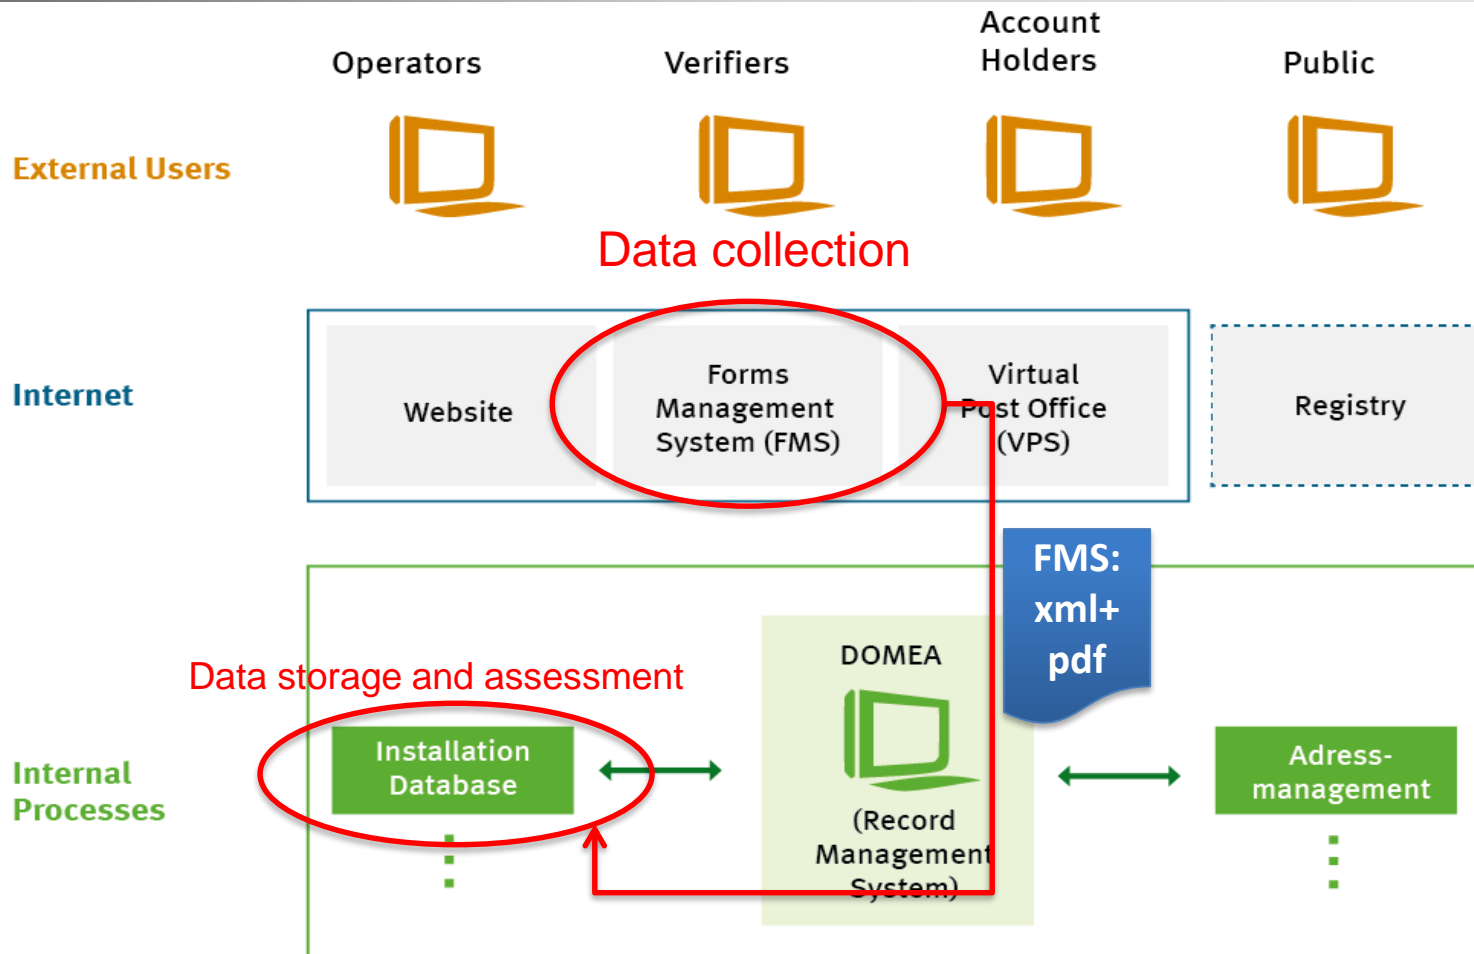 Operators
Verifiers
Account
Holders
Public
External Users
Data collection
Internet
Website
Forms
Management
System (FMS)
Virtual
Post Office
(VPS)
Registry
FMS:
xml+
pdf
Data storage and assessment
Internal
Processes
Installation
Database
DOMEA
(Record
Management
System)
Adress-
management